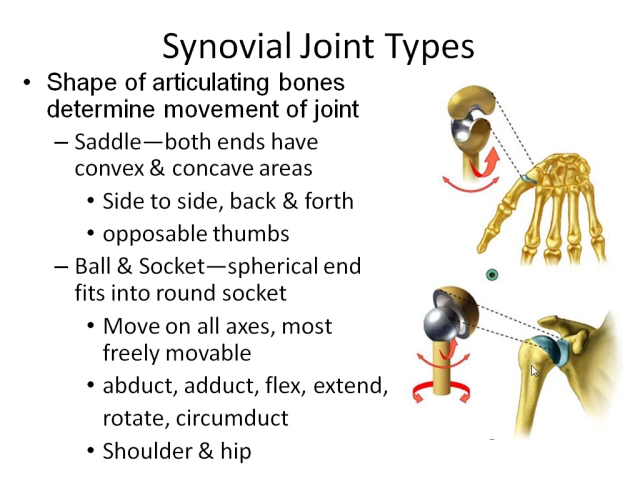 Synovial Joint Types
• Shape of articulating bones
determine movement of joint
– Saddle—both ends have
convex & concave areas
• Side to side, back & forth
• opposable thumbs
– Ball & Socket—spherical end
fits into round socket
• Move on all axes, most
freely movable
• abduct, adduct, flex, extend,
rotate, circumduct
• Shoulder & hip
e